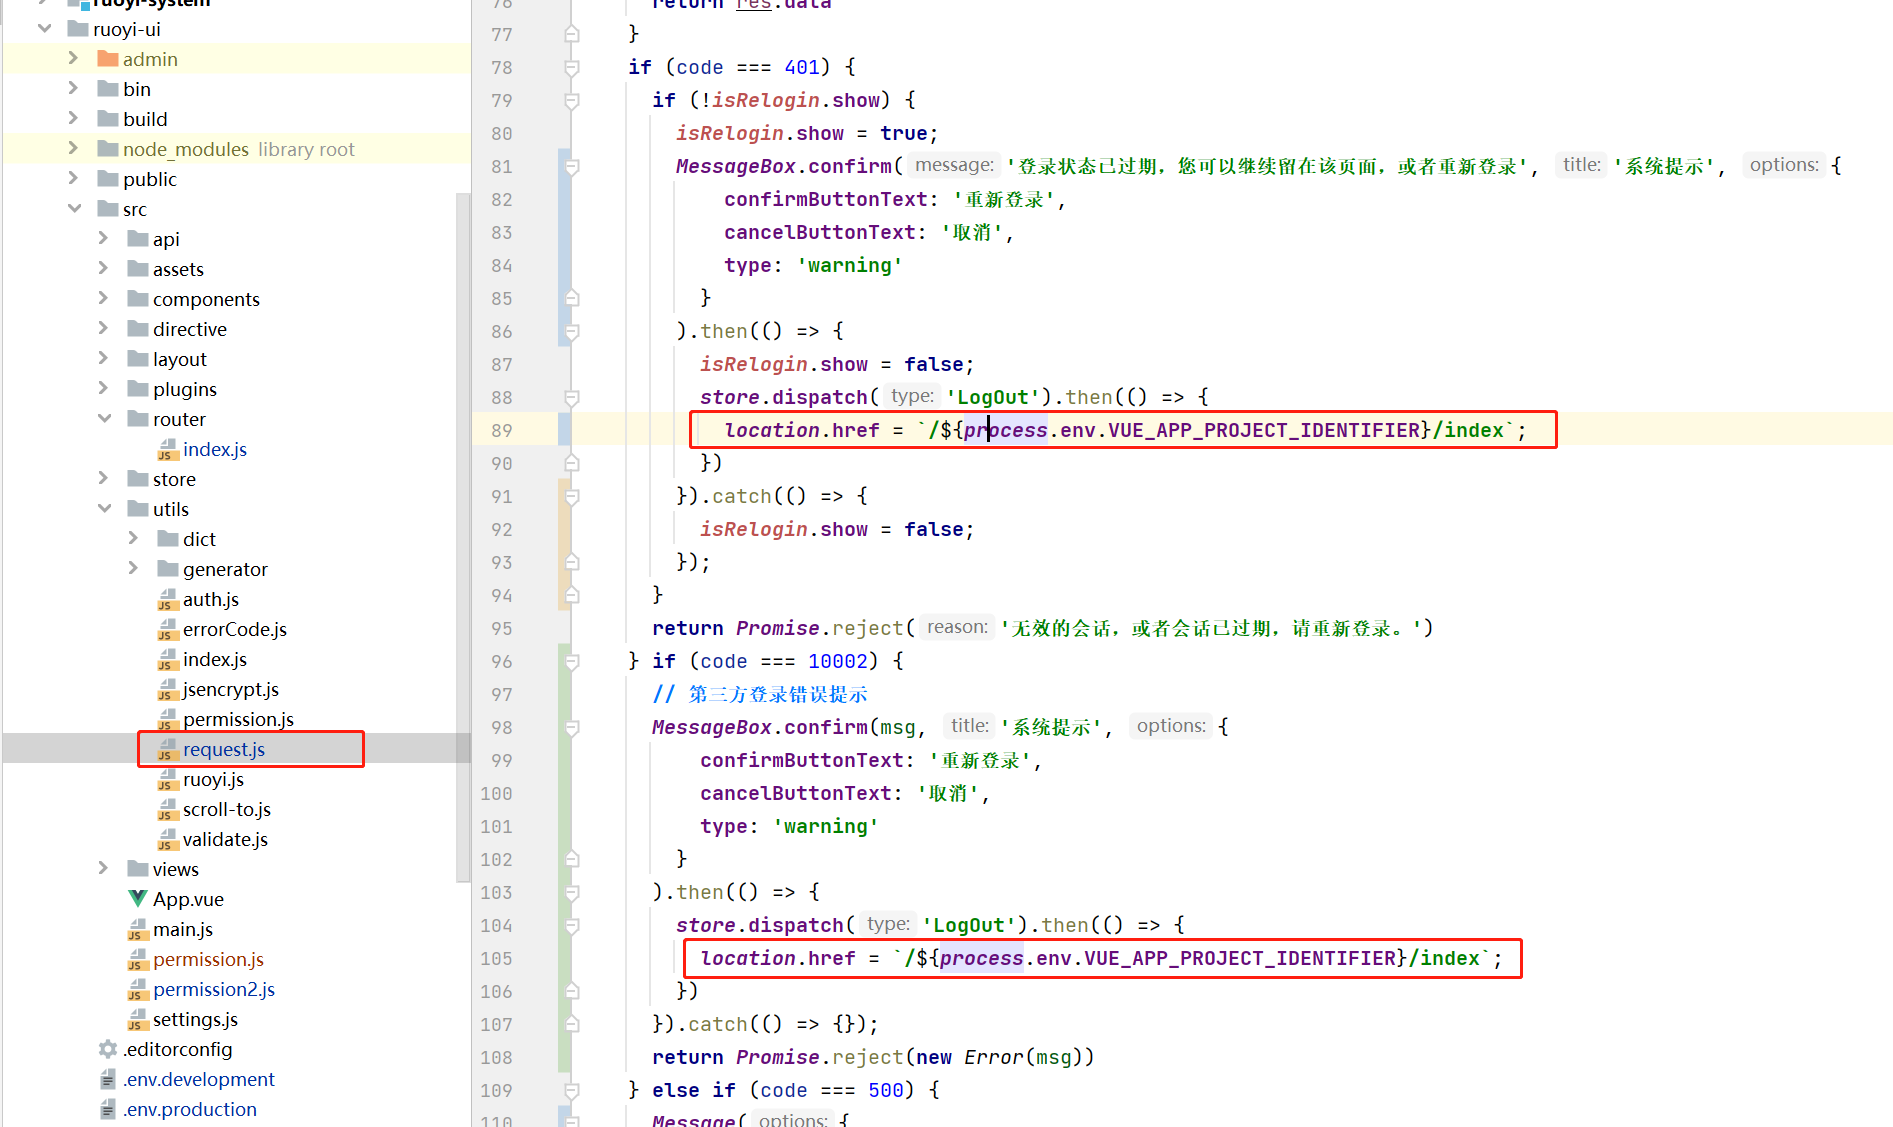 ruoyi-system
ruoyi-ui
admin
bin
build
node_modules library root
public
src
api
assets
components
directive
layout
plugins
router
index.js
store
utils
dict
generator
auth.js
errorCode.js
index.js
jsencrypt.js
permission.js
request.js
ruoyi.js
scroll-to.js
validate.js
views
App.vue
main.js
permission.js
permission2.js
settings.js
.editorconfig
.env.development
.env.production
76 return res.data
77 }
78 if (code === 401) {
79 if (!isRelogin.show) {
80 isRelogin.show = true;
81 MessageBox.confirm( message: '登录状态已过期，您可以继续留在该页面，或者重新登录', title: '系统提示', options: {
82 confirmButtonText: '重新登录',
83 cancelButtonText: '取消',
84 type: 'warning'
85 }
86 ).then(() => {
87 isRelogin.show = false;
88 store.dispatch( type: 'LogOut').then(() => {
89 location.href = `/${process.env.VUE_APP_PROJECT_IDENTIFIER}/index`;
90 })
91 }).catch(() => {
92 isRelogin.show = false;
93 });
94 }
95 return Promise.reject( reason: '无效的会话，或者会话已过期，请重新登录。')
96 } if (code === 10002) {
97 // 第三方登录错误提示
98 MessageBox.confirm(msg, title: '系统提示', options: {
99 confirmButtonText: '重新登录',
100 cancelButtonText: '取消',
101 type: 'warning'
102 }
103 ).then(() => {
104 store.dispatch( type: 'LogOut').then(() => {
105 location.href = `/${process.env.VUE_APP_PROJECT_IDENTIFIER}/index`;
106 })
107 }).catch(() => {});
108 return Promise.reject(new Error(msg))
109 } else if (code === 500) {
110 Message( options: {